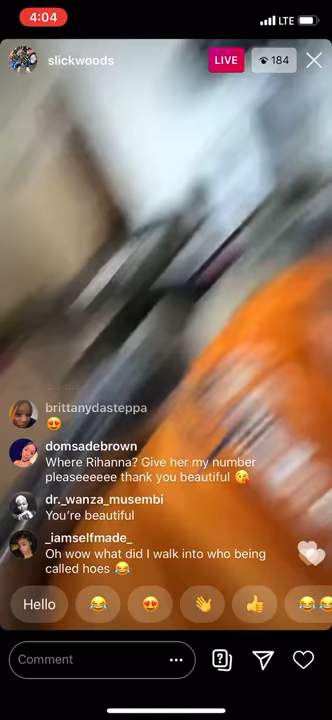 4:04
LTE
slickwoods
LIVE
184
brittanydasteppa
😍
domsadebrown
Where Rihanna? Give her my number
pleaseeeeee thank you beautiful 😘
dr._wanza_musembi
You're beautiful
_iamselfmade_
Oh wow what did I walk into who being
called hoes 😂
Hello 😂 😍 👋 👍 😂😂
Comment